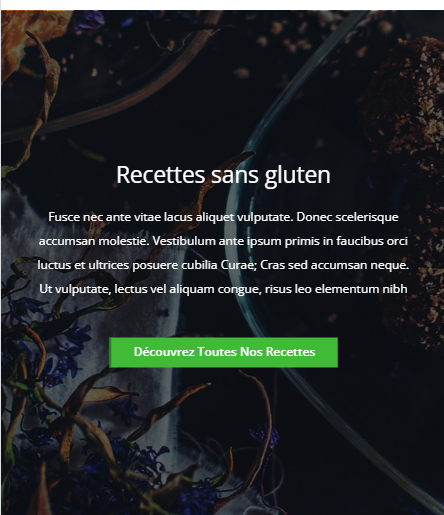 Recettes sans gluten
Fusce nec ante vitae lacus aliquet vulputate. Donec scelerisque
accumsan molestie. Vestibulum ante ipsum primis in faucibus orci
luctus et ultrices posuere cubilia Curae; Cras sed accumsan neque.
Ut vulputate, lectus vel aliquam congue, risus leo elementum nibh
Découvrez Toutes Nos Recettes